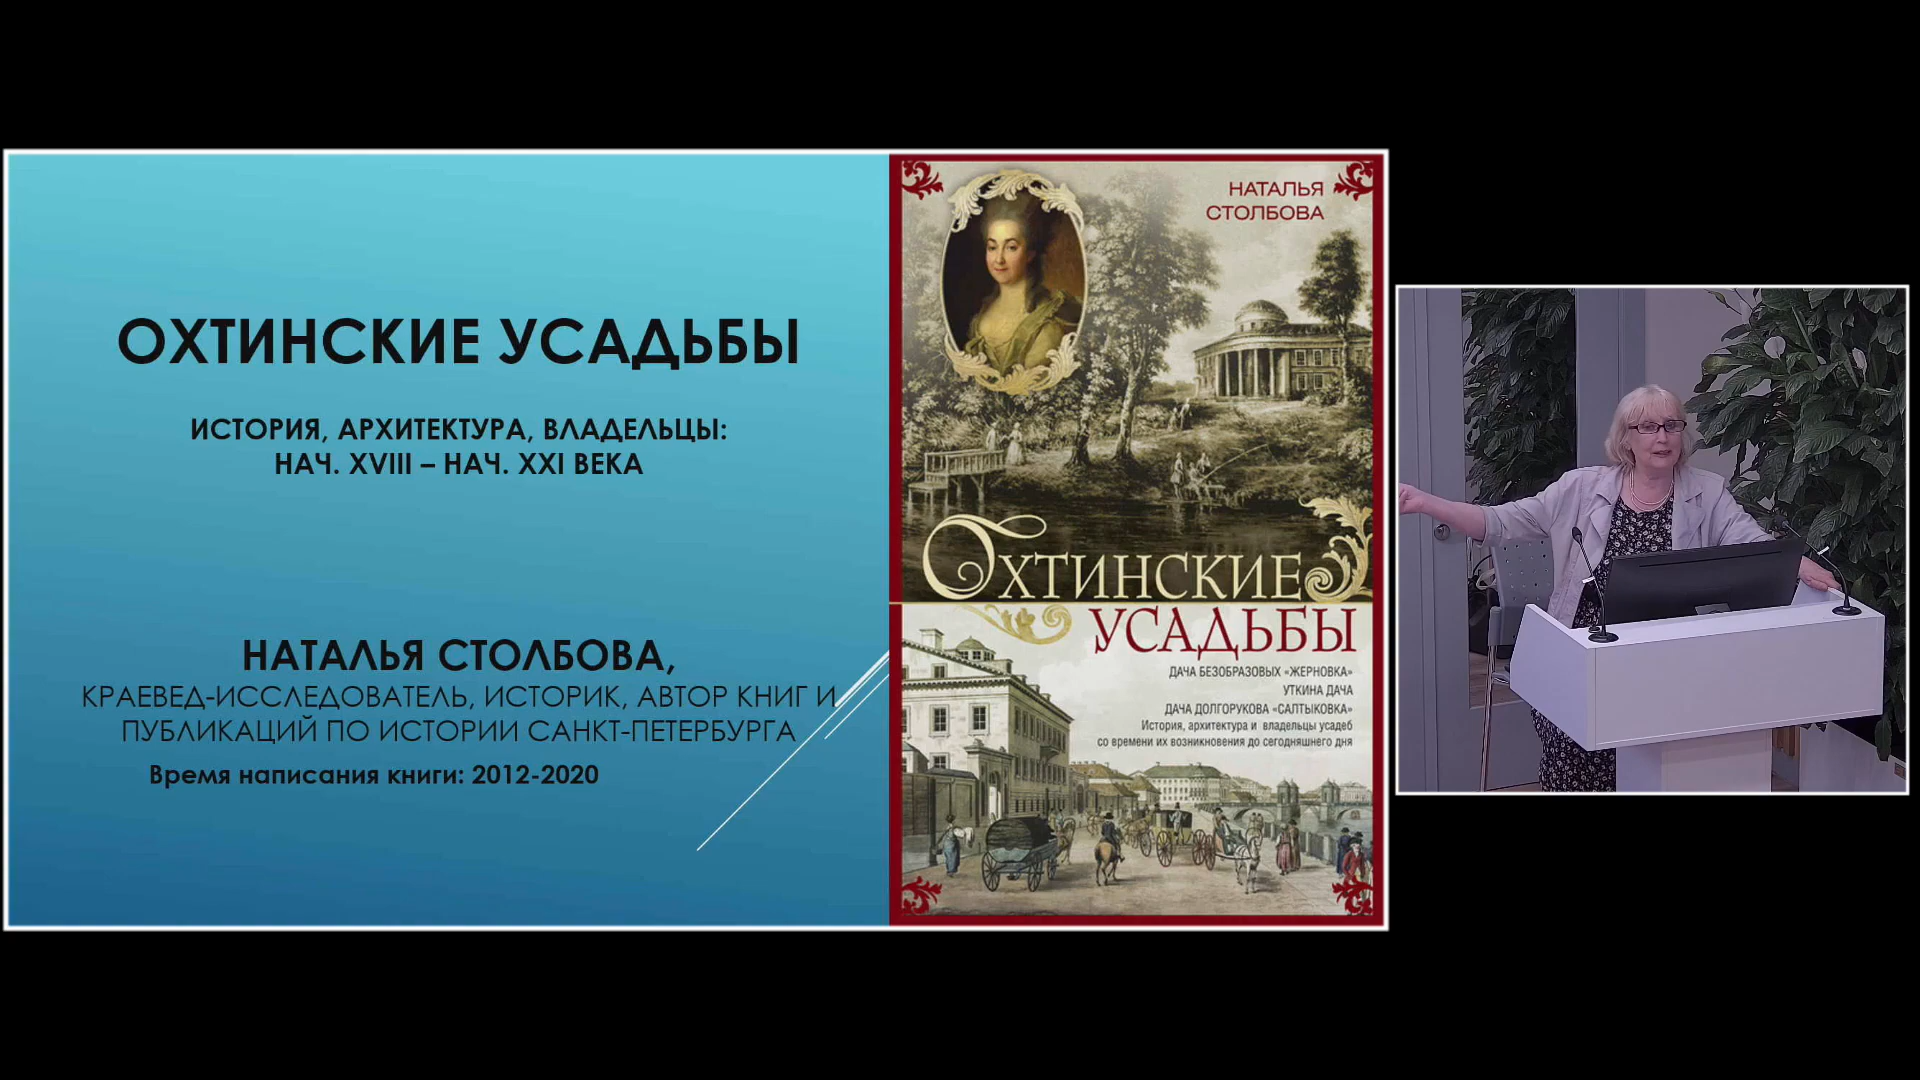 ОХТИНСКИЕ УСАДЬБЫ
ИСТОРИЯ, АРХИТЕКТУРА, ВЛАДЕЛЬЦЫ:
НАЧ. XVIII – НАЧ. XXI ВЕКА
НАТАЛЬЯ СТОЛБОВА,
КРАЕВЕД-ИССЛЕДОВАТЕЛЬ, ИСТОРИК, АВТОР КНИГ И
ПУБЛИКАЦИЙ ПО ИСТОРИИ САНКТ-ПЕТЕРБУРГА
Время написания книги: 2012-2020
НАТАЛЬЯ
СТОЛБОВА
ОХТИНСКИЕ
УСАДЬБЫ
ДАЧА БЕЗОБРАЗОВЫХ «ЖЕРНОВКА»
УТКИНА ДАЧА
ДАЧА ДОЛГОРУКОВА «САЛТЫКОВКА»
История, архитектура и владельцы усадеб
со времени их возникновения до сегодняшнего дня